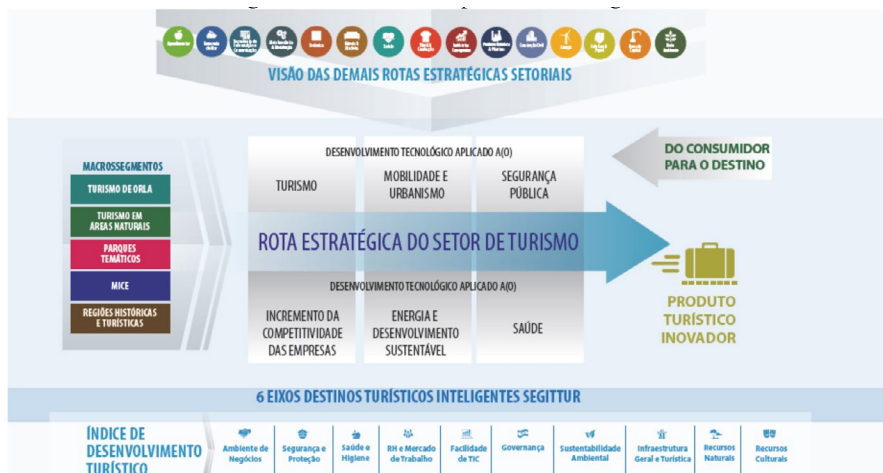 Saúde
Energia
VISÃO DAS DEMAIS ROTAS ESTRATÉGICAS SETORIAIS
MACROSSEGMENTOS
TURISMO DE ORLA
TURISMO EM
ÁREAS NATURAIS
PARQUES
TEMÁTICOS
MICE
REGIÕES HISTÓRICAS
E TURÍSTICAS
DESENVOLVIMENTO TECNOLÓGICO APLICADO A(O)
TURISMO
MOBILIDADE E
URBANISMO
SEGURANÇA
PÚBLICA
ROTA ESTRATÉGICA DO SETOR DE TURISMO
DESENVOLVIMENTO TECNOLÓGICO APLICADO A(O)
INCREMENTO DA
COMPETITIVIDADE
DAS EMPRESAS
ENERGIA E
DESENVOLVIMENTO
SUSTENTÁVEL
SAÚDE
DO CONSUMIDOR
PARA O DESTINO
PRODUTO
TURÍSTICO
INOVADOR
6 EIXOS DESTINOS TURÍSTICOS INTELIGENTES SEGITTUR
ÍNDICE DE
DESENVOLVIMENTO
TURÍSTICO
Ambiente de
Negócios
Segurança e
Proteção
Saúde e
Higiene
RH e Mercado
de Trabalho
Facilidade
de TIC
Governança
Sustentabilidade
Ambiental
Infraestrutura
Geral e Turística
Recursos
Naturais
Recursos
Culturais